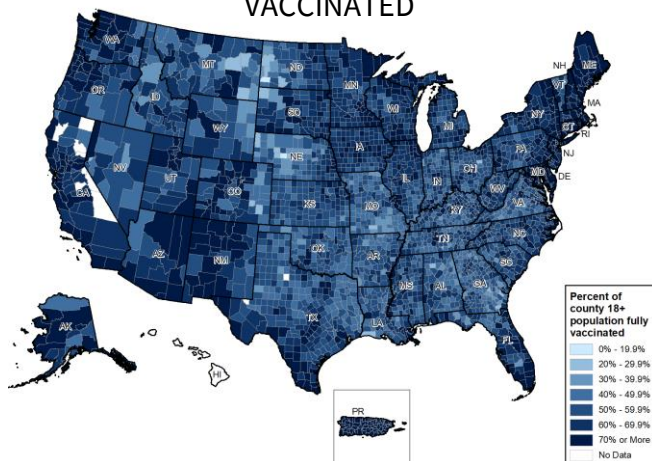 VACCINATED
WA
MT
ND
MN
OR
ID
WY
SD
WI
MI
NH
VT
ME
MA
NY
CT
RI
PA
NJ
DE
MD
NV
UT
CO
NE
IA
IL
IN
OH
WV
VA
CA
KS
MO
KY
AZ
NM
OK
AR
TN
NC
SC
MS
AL
GA
TX
LA
FL
AK
HI
PR
Percent of
county 18+
population fully
vaccinated
0% - 19.9%
20% - 29.9%
30% - 39.9%
40% - 49.9%
50% - 59.9%
60% - 69.9%
70% or More
No Data